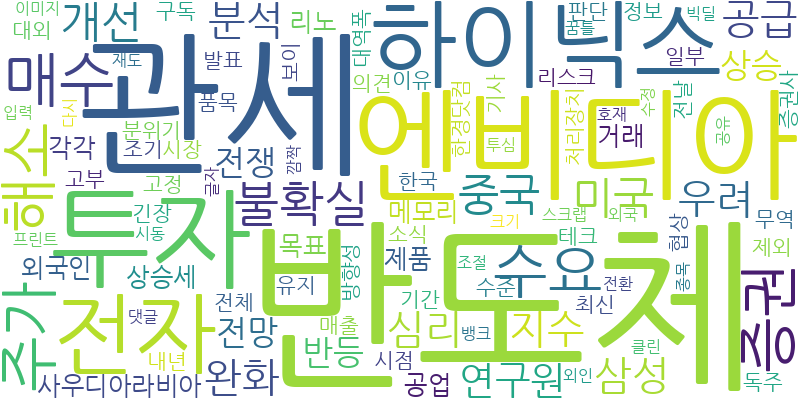 이미지
구독
대외
개선
분석
리노
대역폭
보이
발표
재도
매수
입력
다시
품목
깜짝
관세
하이닉스
판단
정보
빅딜
꿈틀
공급
일부
상승
의견
이유
리스크
기사
전날
수정
증권사
한경닷컴
처리장치
호재
거래
공유
투심
분위기
각각
조기
시장
전쟁
글자
고부
고정
불확실
한국
엔비디아
해소
메모리
중국
미국
우려
무역
스크랩
외국
크기
긴장
프린트
시동
투자
목표
소식
테크
협상
제외
외국인
상승세
유지
방향성
제품
수요
반도체
조절
수준
최신
전환
종목
증권
주가
전자
전체
댓글
전망
내년
매출
반등
기간
심리
지수
뱅크
삼성
클린
시점
사우디아라비아
완화
공업
연구원
외인
독주